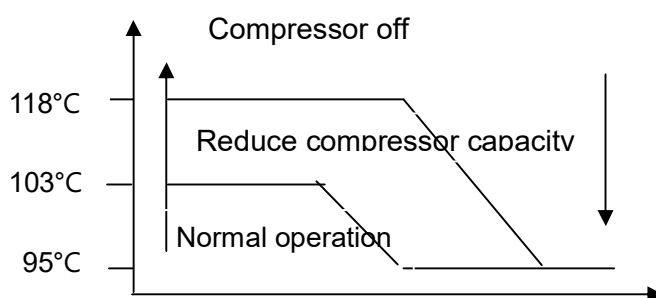 Compressor off
118°C
Reduce compressor capacity
103°C
Normal operation
95°C